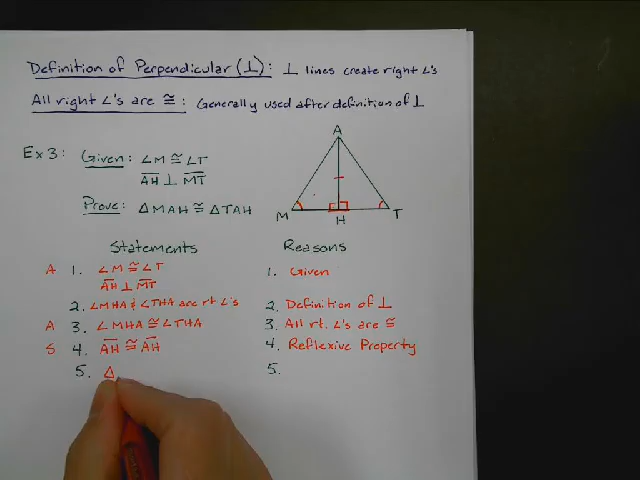 Definition of Perpendicular (⊥): ⊥ lines create right ∠'s
All right ∠'s are ≅: Generally used after definition of ⊥
Ex 3: Given: ∠M ≅ ∠T
AH ⊥ MT
Prove: △MAH ≅ △TAH
A
M H T
Statements Reasons
A 1. ∠M ≅ ∠T 1. Given
AH ⊥ MT
2. ∠MHA & ∠THA are rt ∠'s 2. Definition of ⊥
A 3. ∠MHA ≅ ∠THA 3. All rt. ∠'s are ≅
S 4. AH ≅ AH 4. Reflexive Property
5. △ 5.